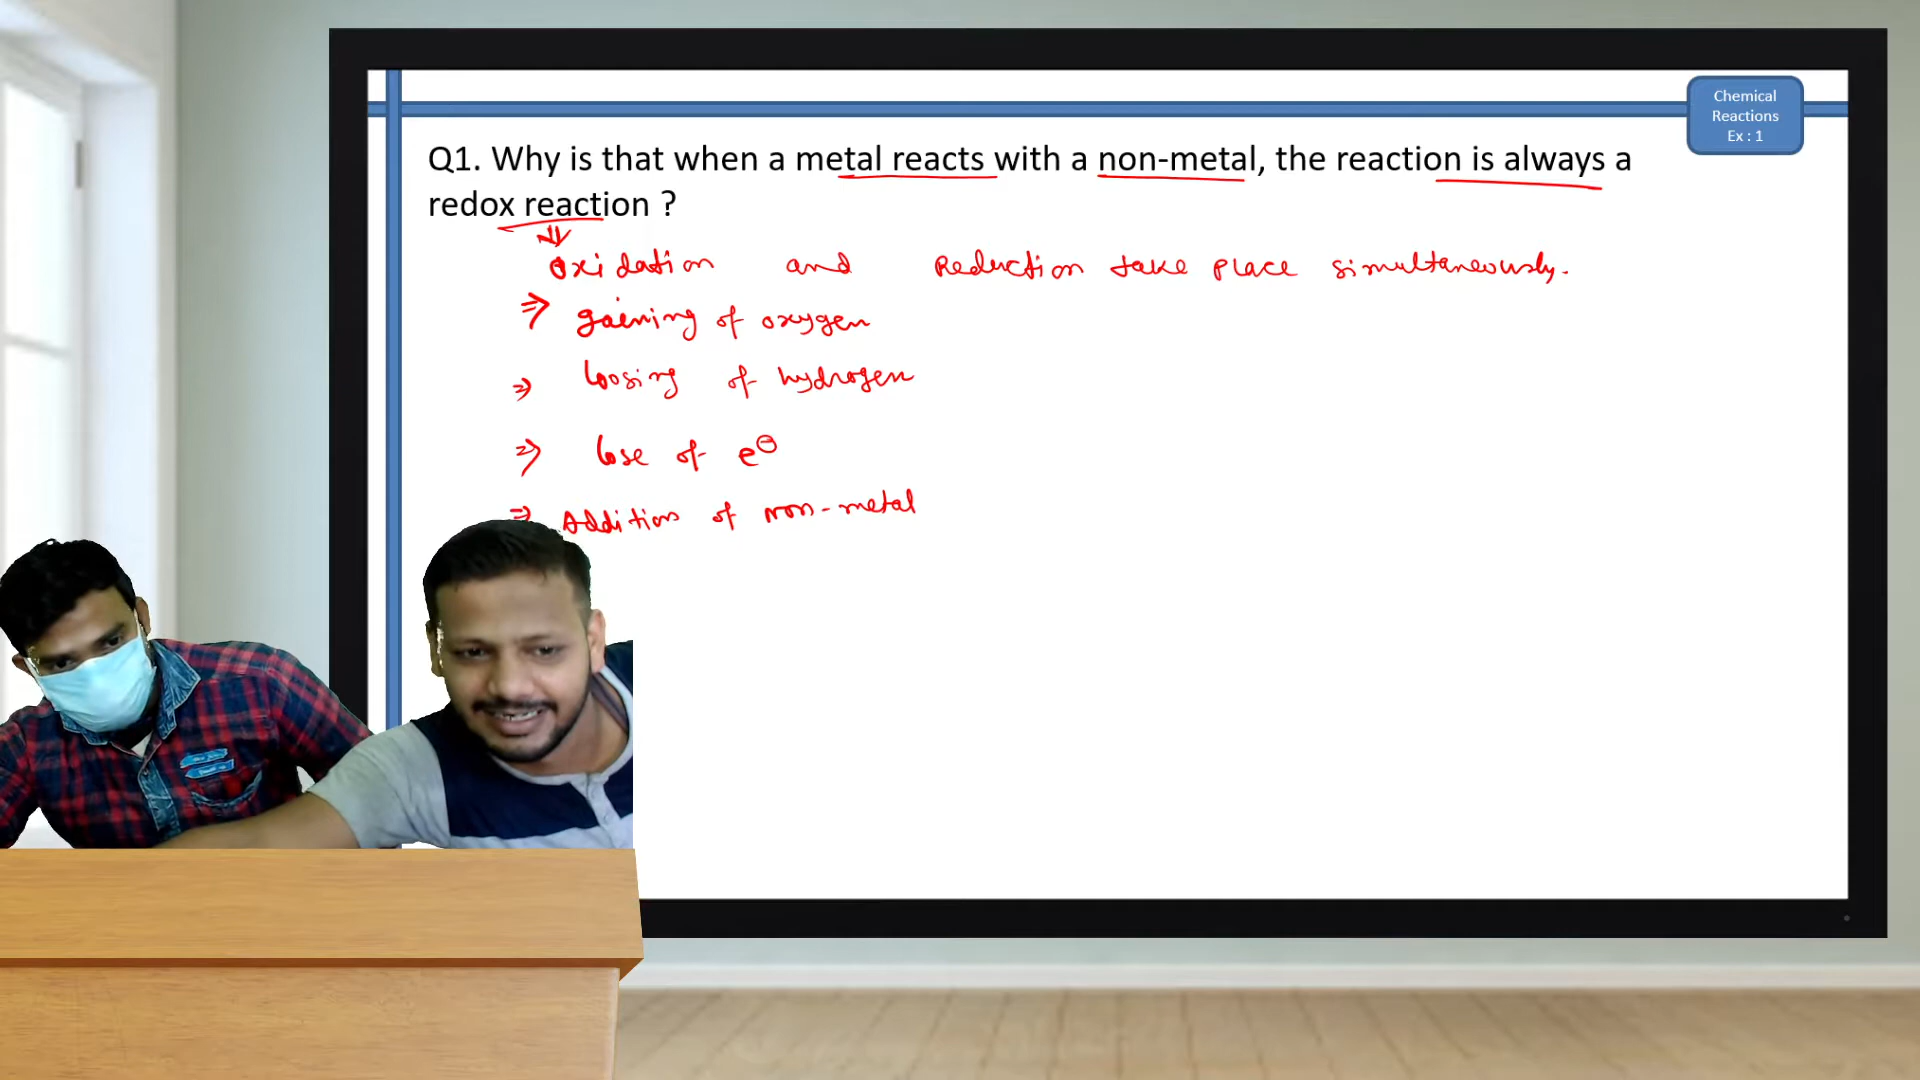 Chemical
Reactions
Ex : 1
Q1. Why is that when a metal reacts with a non-metal, the reaction is always a
redox reaction ?
Oxidation and Reduction take place simultaneously.
⇒ gaining of oxygen
⇒ loosing of hydrogen
⇒ lose of e⊖
⇒ Addition of non-metal